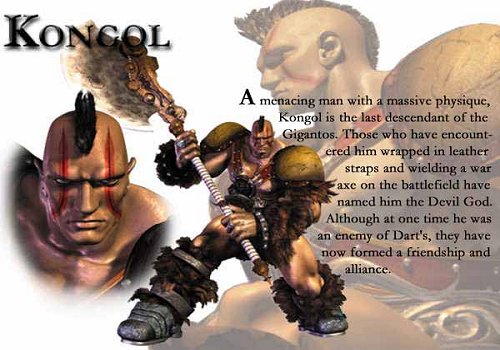 KONGOL
A menacing man with a massive physique,
Kongol is the last descendant of the
Gigantos. Those who have encount-
ered him wrapped in leather
straps and wielding a war
axe on the battlefield have
named him the Devil God.
Although at one time he was
an enemy of Dart's, they have
now formed a friendship and
alliance.